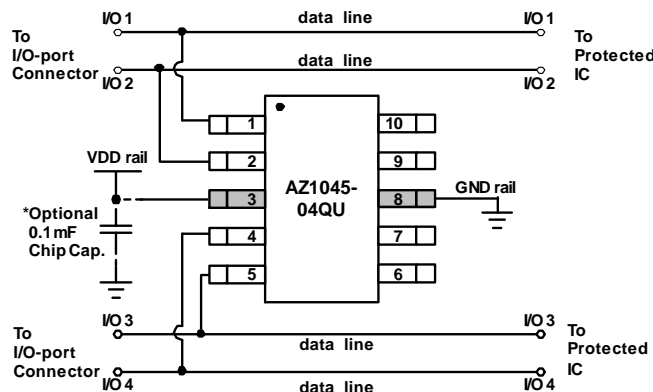 I/O 1 data line I/O 1
To
I/O-port
Connector
To
Protected
IC
data line
I/O 2 I/O 2
1 10
2 9
VDD rail
AZ1045-
04QU
3 8
GND rail
*Optional
0.1mF
Chip Cap.
4 7
5 6
I/O 3 I/O 3
To
I/O-port
Connector
data line
To
Protected
IC
I/O 4 data line I/O 4